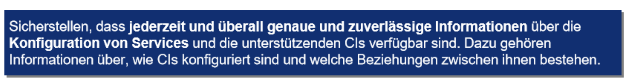 Sicherstellen, dass jederzeit und überall genaue und zuverlässige Informationen über die
Konfiguration von Services und die unterstützenden CIs verfügbar sind. Dazu gehören
Informationen über, wie CIs konfiguriert sind und welche Beziehungen zwischen ihnen bestehen.